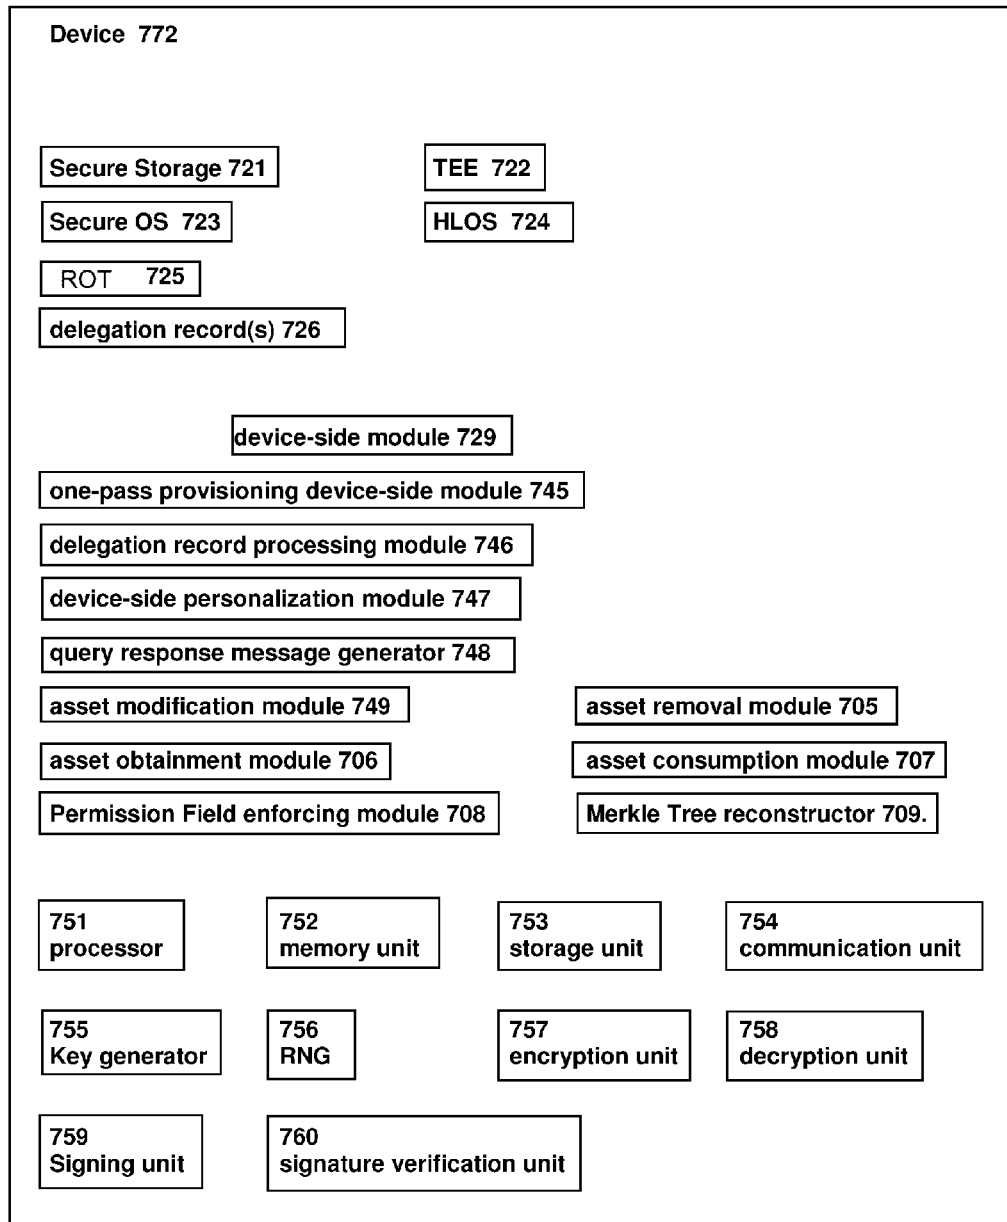 Device 772
Secure Storage 721
TEE 722
Secure OS 723
HLOS 724
ROT 725
delegation record(s) 726
device-side module 729
one-pass provisioning device-side module 745
delegation record processing module 746
device-side personalization module 747
query response message generator 748
asset modification module 749
asset removal module 705
asset obtainment module 706
asset consumption module 707
Permission Field enforcing module 708
Merkle Tree reconstructor 709.
751
processor
752
memory unit
753
storage unit
754
communication unit
755
Key generator
756
RNG
757
encryption unit
758
decryption unit
759
Signing unit
760
signature verification unit